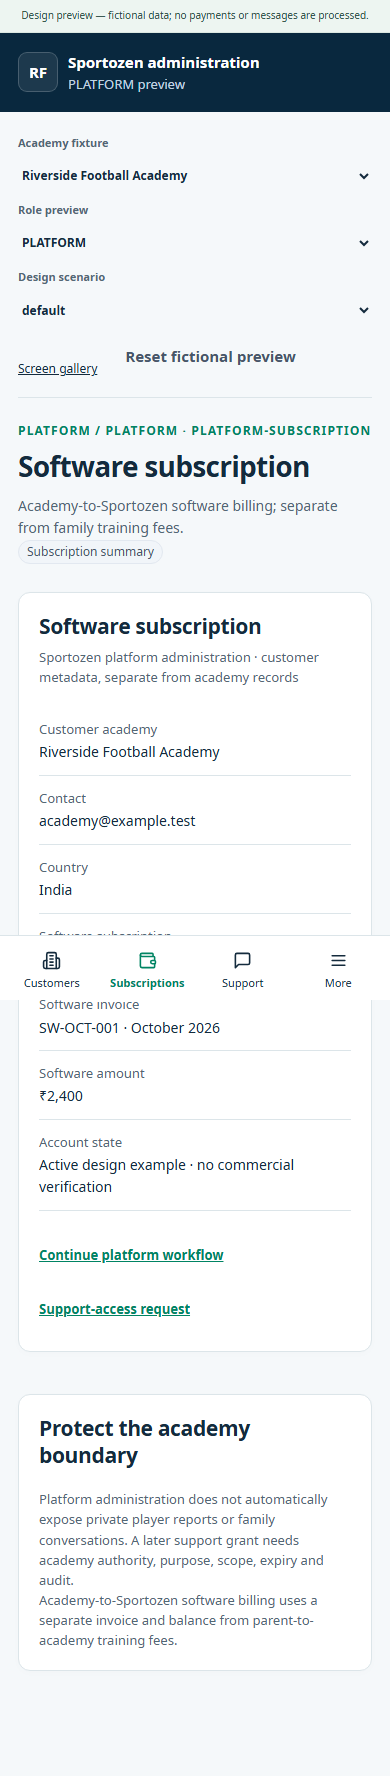 Design preview — fictional data; no payments or messages are processed.
RF
Sportozen administration
PLATFORM preview
Academy fixture
Riverside Football Academy
Role preview
PLATFORM
Design scenario
default
Screen gallery
Reset fictional preview
PLATFORM / PLATFORM · PLATFORM-SUBSCRIPTION
Software subscription
Academy-to-Sportozen software billing; separate
from family training fees.
Subscription summary
Software subscription
Sportozen platform administration · customer
metadata, separate from academy records
Customer academy
Riverside Football Academy
Contact
academy@example.test
Country
India
Software subscription
Customers
Subscriptions
Support
More
Software invoice
SW-OCT-001 · October 2026
Software amount
₹2,400
Account state
Active design example · no commercial
verification
Continue platform workflow
Support-access request
Protect the academy
boundary
Platform administration does not automatically
expose private player reports or family
conversations. A later support grant needs
academy authority, purpose, scope, expiry and
audit.
Academy-to-Sportozen software billing uses a
separate invoice and balance from parent-to-
academy training fees.